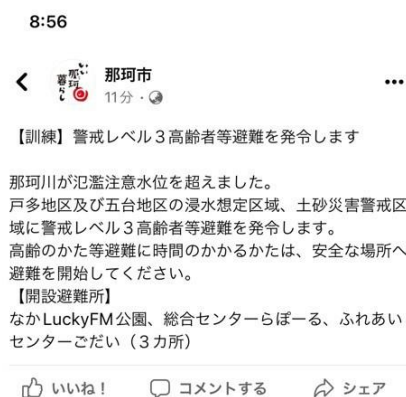 8:56
那珂市
11分
【訓練】警戒レベル３高齢者等避難を発令します
那珂川が氾濫注意水位を超えました。
戸多地区及び五台地区の浸水想定区域、土砂災害警戒区
域に警戒レベル３高齢者等避難を発令します。
高齢のかた等避難に時間のかかるかたは、安全な場所へ
避難を開始してください。
【開設避難所】
なかLuckyFM公園、総合センターらぽーる、ふれあい
センターごだい（３カ所）
いいね！ コメントする シェア